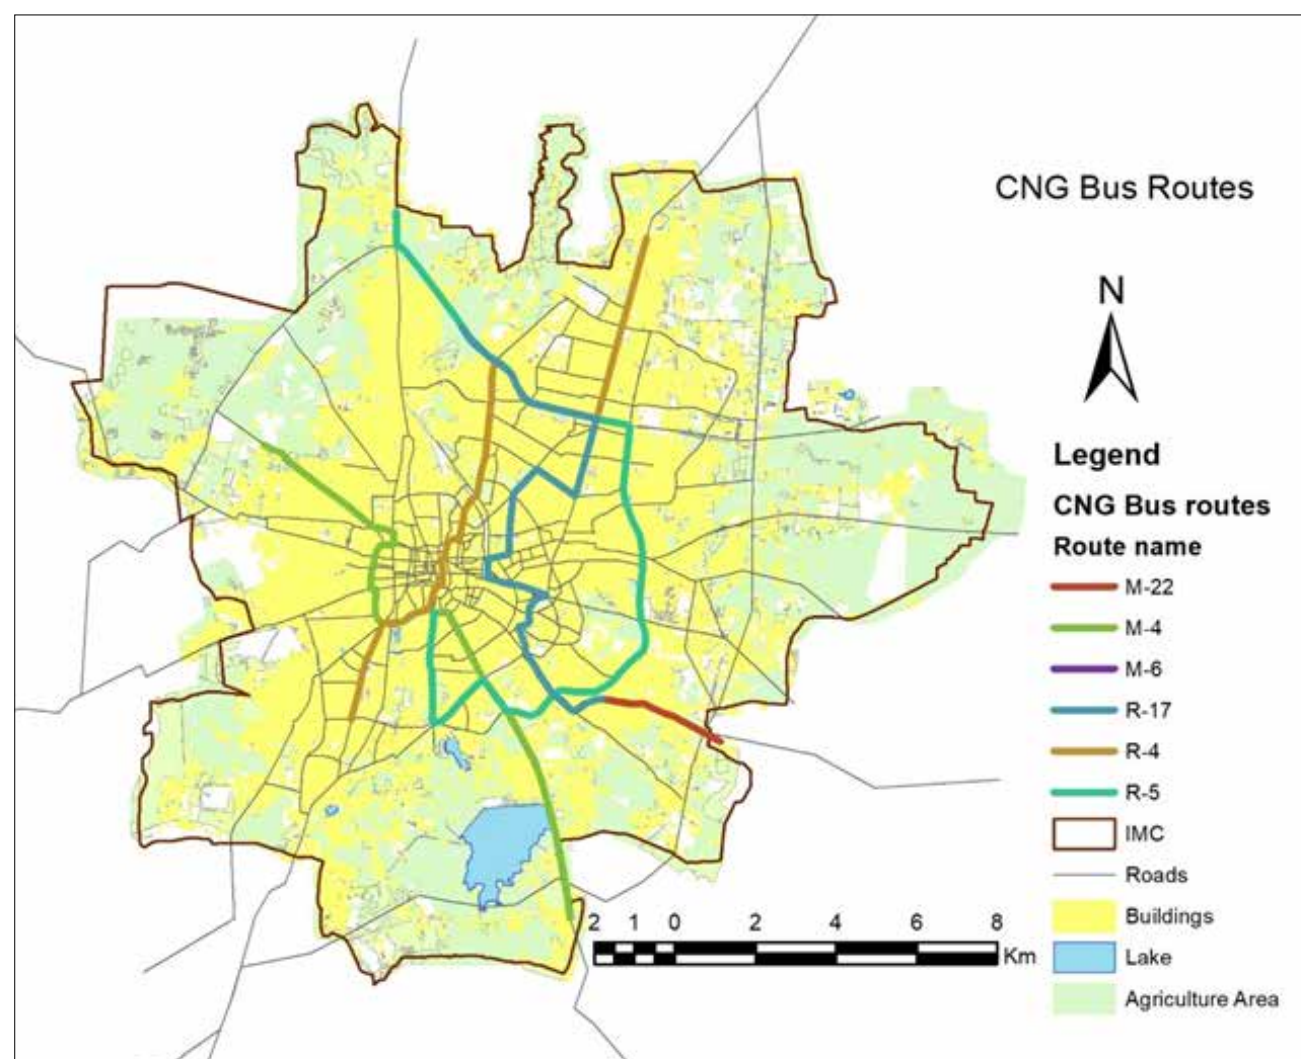 CNG Bus Routes
N
Legend
CNG Bus routes
Route name
M-22
M-4
M-6
R-17
R-4
R-5
IMC
Roads
Buildings
Lake
Agriculture Area
2 1 0 2 4 6 8
Km